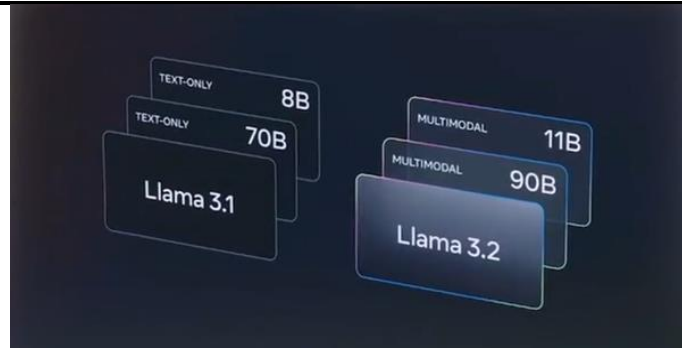 TEXT-ONLY 8B
TEXT-ONLY 70B
Llama 3.1
MULTIMODAL 11B
MULTIMODAL 90B
Llama 3.2